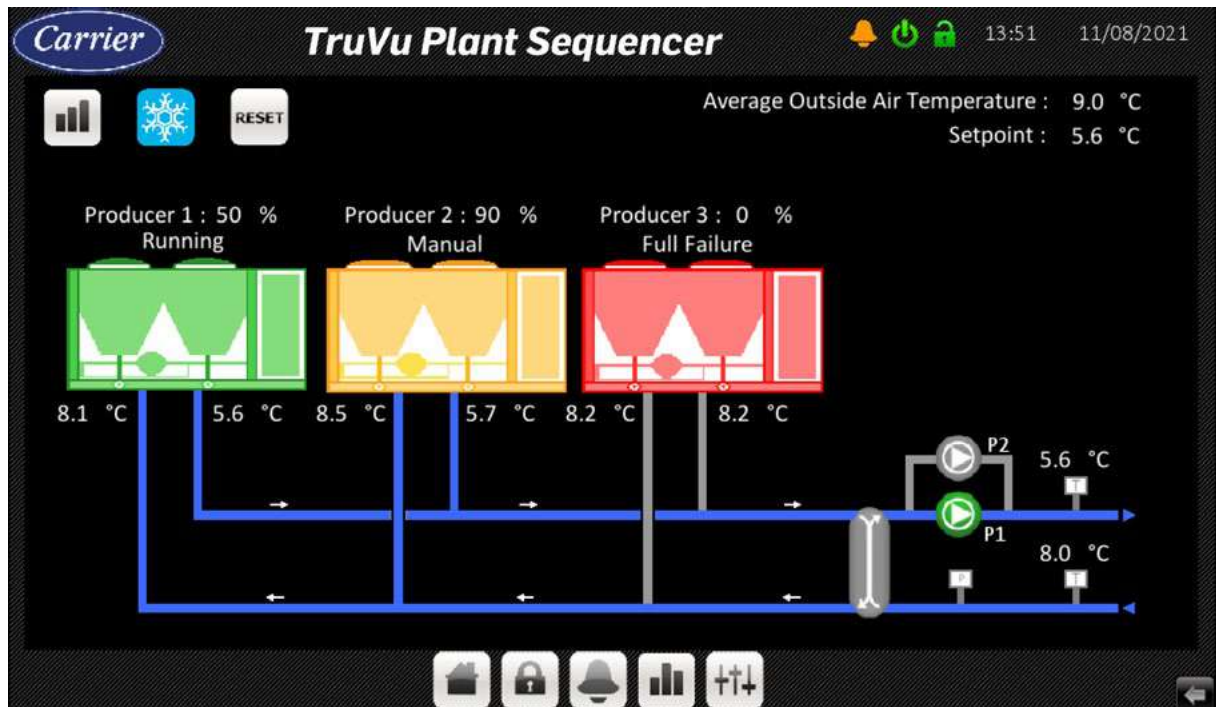 Carrier
TruVu Plant Sequencer
13:51 11/08/2021
RESET
Average Outside Air Temperature : 9.0 °C
Setpoint : 5.6 °C
Producer 1 : 50 % Producer 2 : 90 % Producer 3 : 0 %
Running Manual Full Failure
8.1 °C 5.6 °C 8.5 °C 5.7 °C 8.2 °C 8.2 °C
P2
5.6 °C
T
P1
8.0 °C
P T